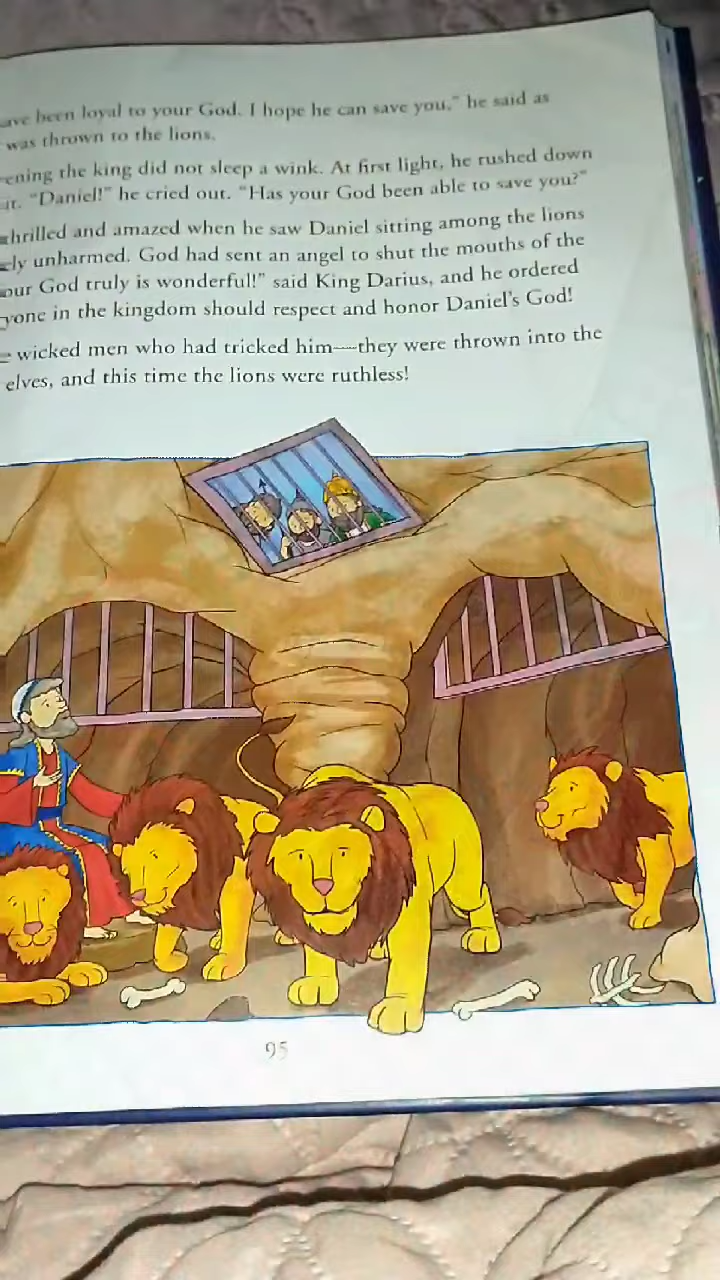 ave been loyal to your God. I hope he can save you," he said as
was thrown to the lions.
ening the king did not sleep a wink. At first light, he rushed down
it. "Daniel!" he cried out. "Has your God been able to save you?"
hrilled and amazed when he saw Daniel sitting among the lions
ely unharmed. God had sent an angel to shut the mouths of the
our God truly is wonderful!" said King Darius, and he ordered
yone in the kingdom should respect and honor Daniel's God!
wicked men who had tricked him—they were thrown into the
elves, and this time the lions were ruthless!
95